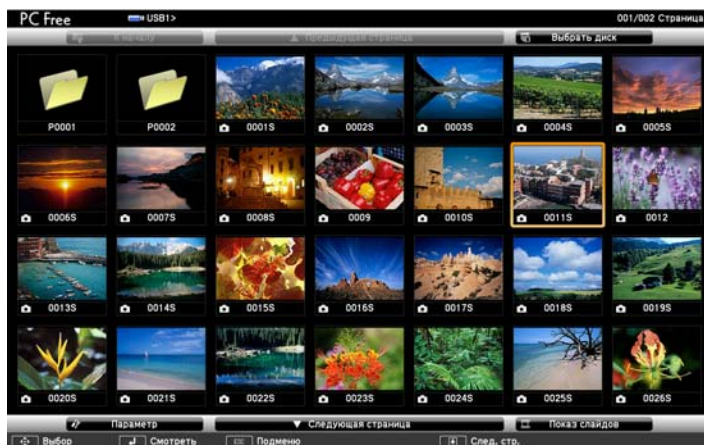 PC Free USB1> 001/002 Страница
К началу Предыдущая страница Выбрать диск
P0001 P0002 0001S 0002S 0003S 0004S 0005S
0006S 0007S 0008S 0009 0010S 0011S 0012
0013S 0014S 0015S 0016S 0017S 0018S 0019S
0020S 0021S 0022S 0023S 0024S 0025S 0026S
Параметр Следующая страница Показ слайдов
Выбор Смотреть ESC Подменю След. стр.